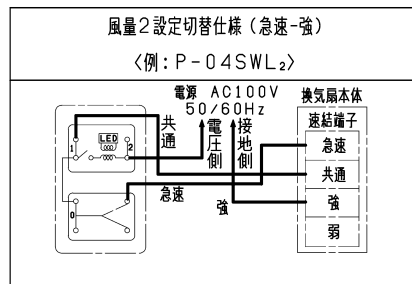 風量2設定切替仕様(急速-強)
〈例:P-04SWL₂〉
電源 AC100V
50/60Hz
換気扇本体
速結端子
共通
電圧側
接地側
LED
1
2
急速
共通
強
弱
急速
強
0